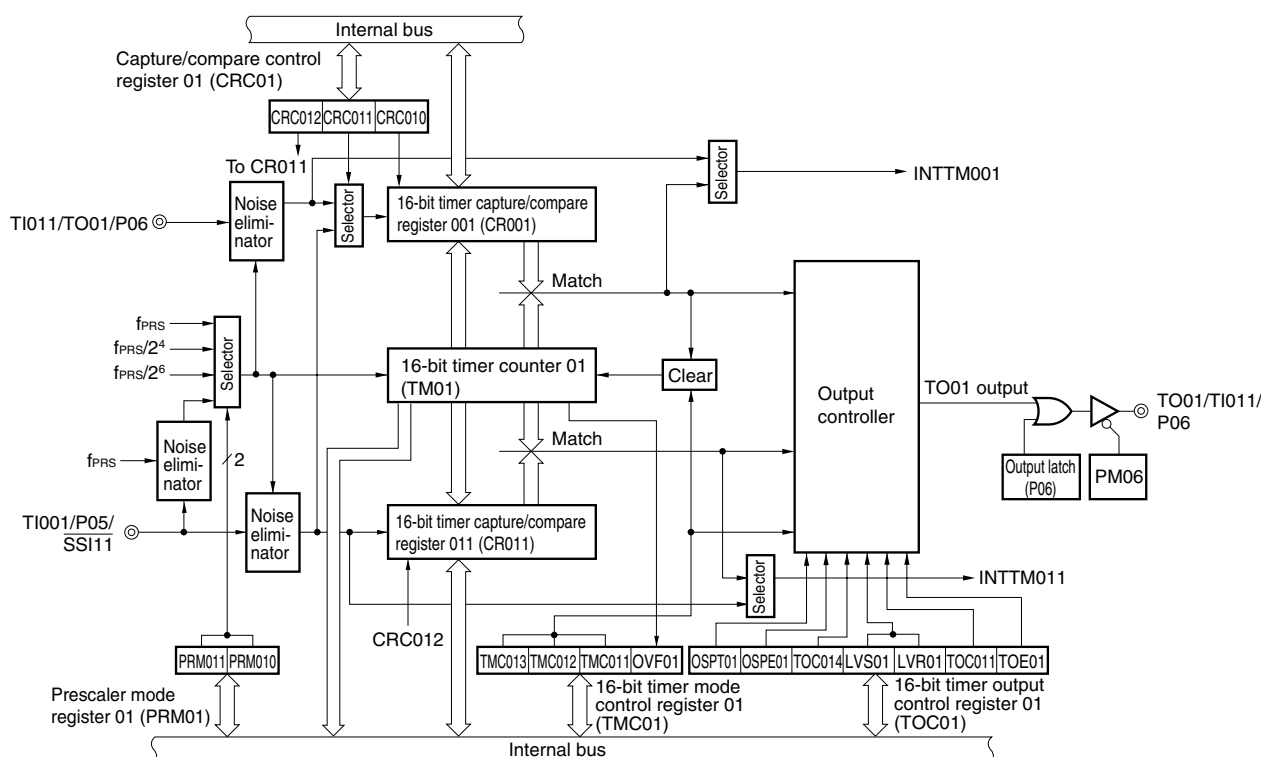 Internal bus
Capture/compare control
register 01 (CRC01)
CRC012 CRC011 CRC010
To CR011
Selector
INTTM001
TI011/TO01/P06
Noise
elimi-
nator
Selector
16-bit timer capture/compare
register 001 (CR001)
Match
fPRS
fPRS/2⁴
fPRS/2⁶
Selector
16-bit timer counter 01
(TM01)
Clear
Output
controller
TO01 output
TO01/TI011/
P06
Match
fPRS
Noise
elimi-
nator
2
Output latch
(P06)
PM06
TI001/P05/
SSI11
Noise
elimi-
nator
16-bit timer capture/compare
register 011 (CR011)
Selector
INTTM011
CRC012
PRM011 PRM010
TMC013 TMC012 TMC011 OVF01
OSPT01 OSPE01 TOC014 LVS01 LVR01 TOC011 TOE01
Prescaler mode
register 01 (PRM01)
16-bit timer mode
control register 01
(TMC01)
16-bit timer output
control register 01
(TOC01)
Internal bus